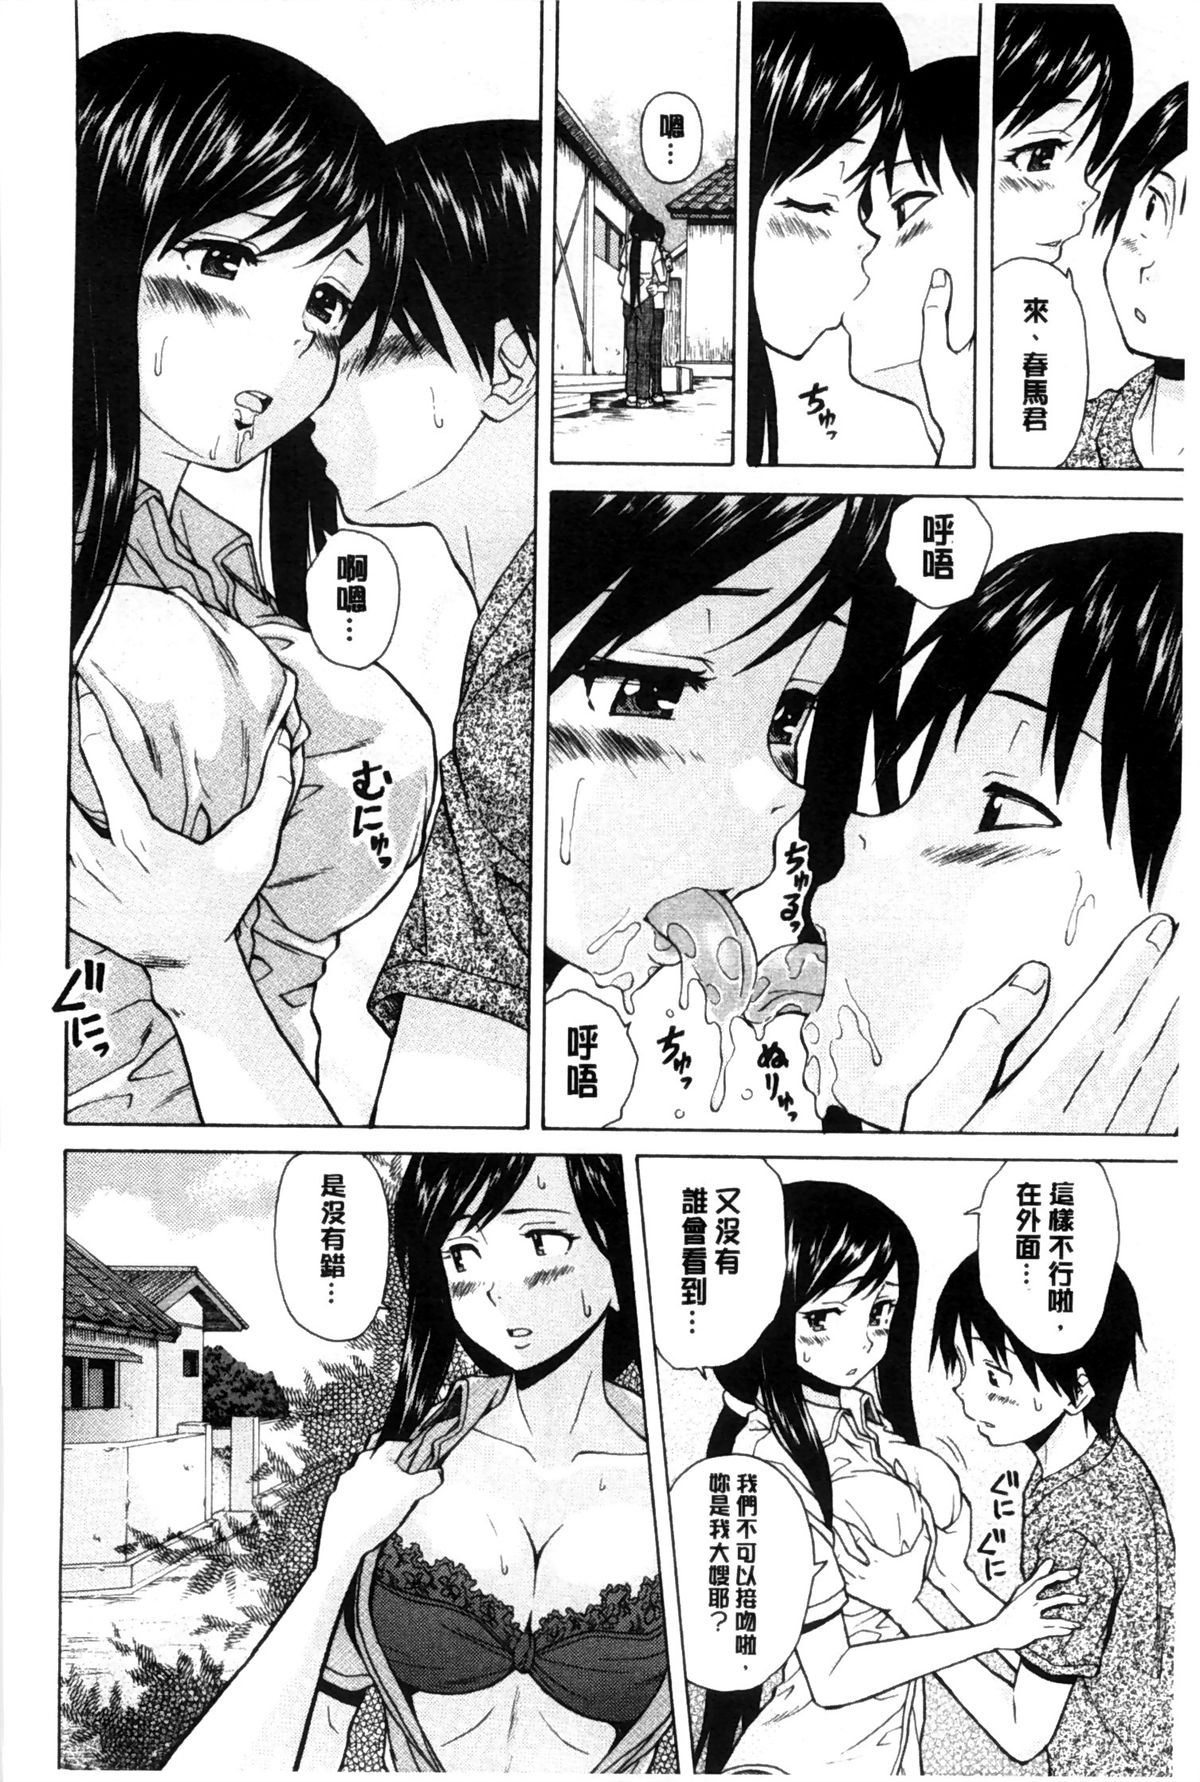 來、春馬君
ちゅっ
嗯…
呼唔
ちゅるっ
ちゅっ
ぬりゅっ
呼唔
啊嗯…
むにゅっ
ぐにっ
這樣不行啦，
在外面…
又沒有
誰會看到…
ぐにぐに
我們不可以接吻啦，
妳是我大嫂耶？
是沒有錯…